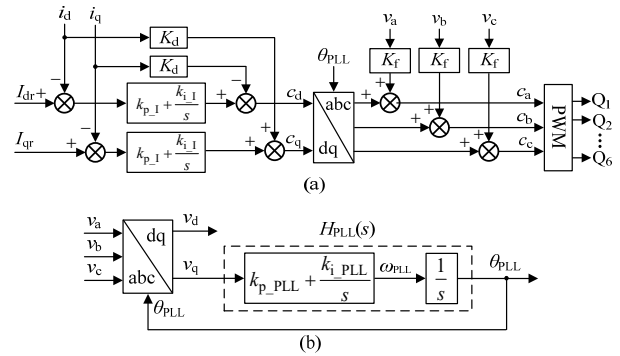 i_d i_q v_a v_b v_c
K_d θ_PLL K_f K_f K_f
− K_d −
I_dr + k_p_I + k_i_I/s + c_d abc + + c_a Q_1
− + + + c_b PWM Q_2
I_qr + k_p_I + k_i_I/s + c_q dq + c_c ⋮ Q_6
(a)
H_PLL(s)
v_a dq v_d
v_b
v_c abc v_q k_p_PLL + k_i_PLL/s ω_PLL 1/s θ_PLL
θ_PLL
(b)